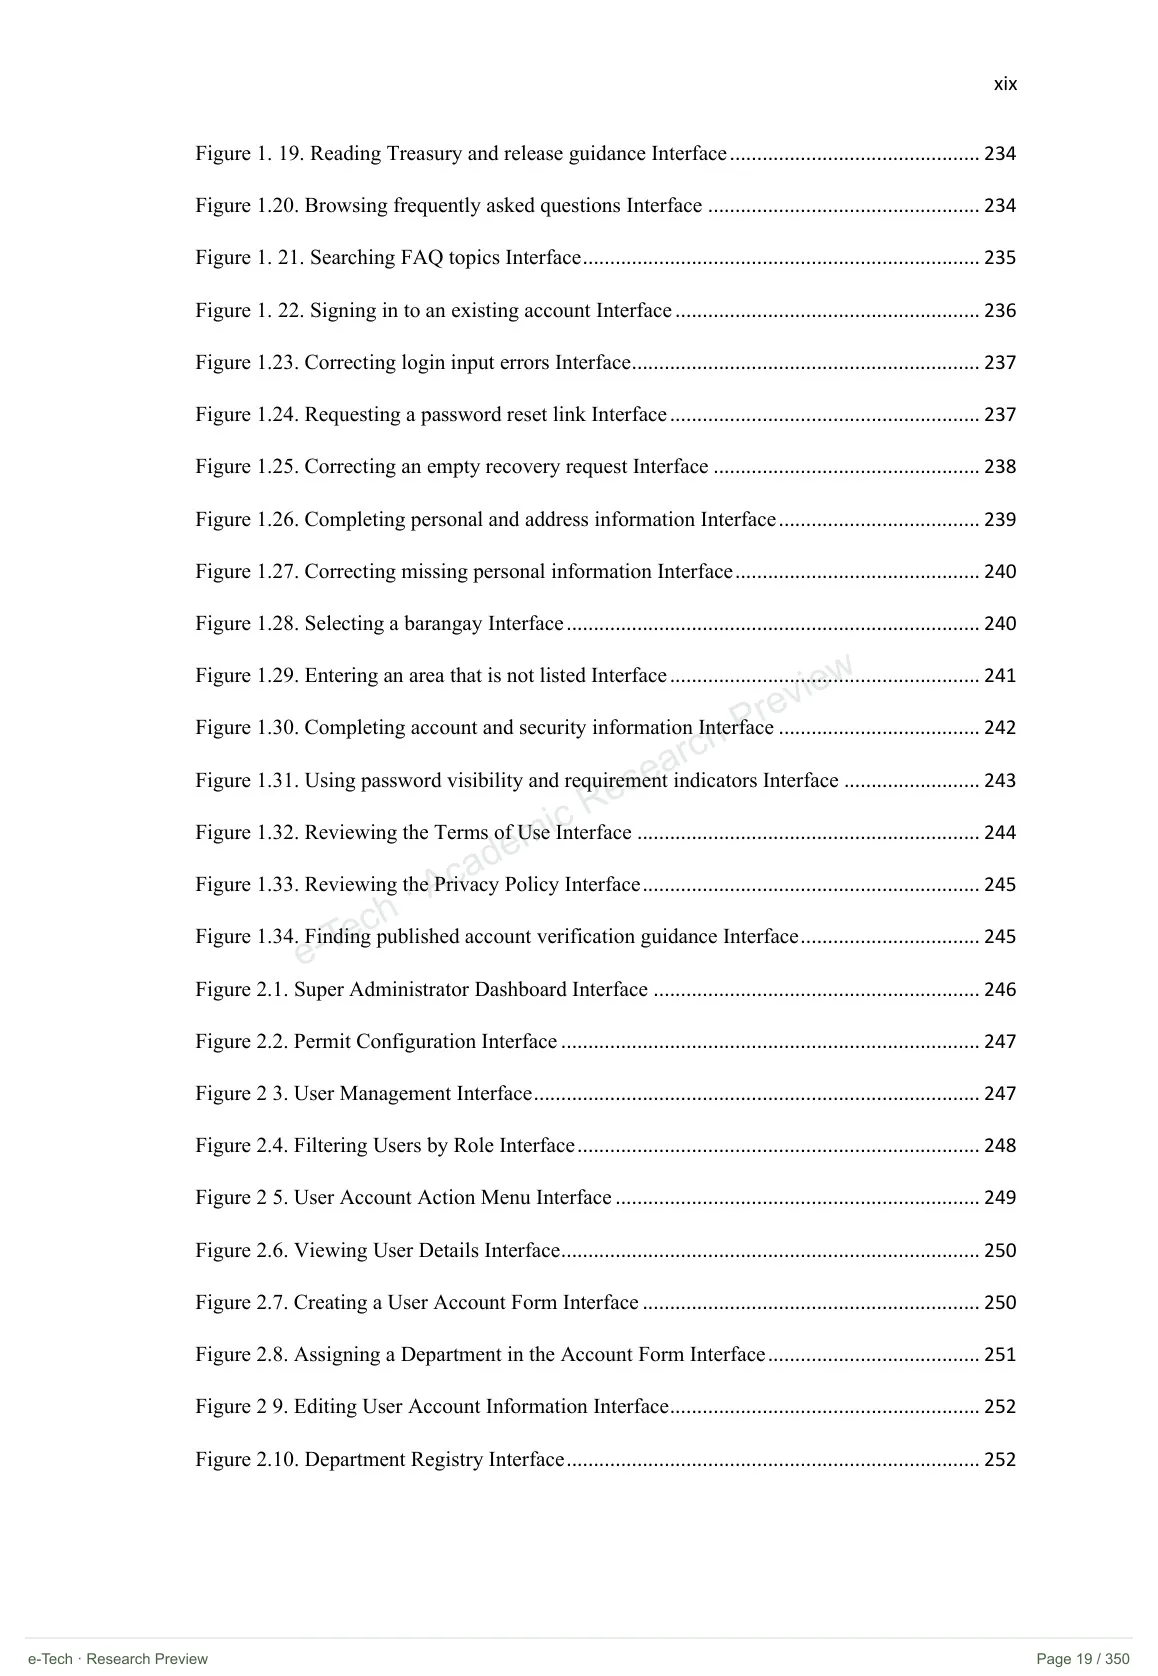 xix
Figure 1. 19. Reading Treasury and release guidance Interface .............................................. 234
Figure 1.20. Browsing frequently asked questions Interface .................................................. 234
Figure 1. 21. Searching FAQ topics Interface......................................................................... 235
Figure 1. 22. Signing in to an existing account Interface ........................................................ 236
Figure 1.23. Correcting login input errors Interface................................................................ 237
Figure 1.24. Requesting a password reset link Interface ......................................................... 237
Figure 1.25. Correcting an empty recovery request Interface ................................................. 238
Figure 1.26. Completing personal and address information Interface ..................................... 239
Figure 1.27. Correcting missing personal information Interface ............................................. 240
Figure 1.28. Selecting a barangay Interface ............................................................................ 240
Figure 1.29. Entering an area that is not listed Interface ......................................................... 241
Figure 1.30. Completing account and security information Interface ..................................... 242
Figure 1.31. Using password visibility and requirement indicators Interface ......................... 243
Figure 1.32. Reviewing the Terms of Use Interface ............................................................... 244
Figure 1.33. Reviewing the Privacy Policy Interface.............................................................. 245
Figure 1.34. Finding published account verification guidance Interface................................. 245
Figure 2.1. Super Administrator Dashboard Interface ............................................................ 246
Figure 2.2. Permit Configuration Interface ............................................................................. 247
Figure 2 3. User Management Interface.................................................................................. 247
Figure 2.4. Filtering Users by Role Interface .......................................................................... 248
Figure 2 5. User Account Action Menu Interface ................................................................... 249
Figure 2.6. Viewing User Details Interface............................................................................. 250
Figure 2.7. Creating a User Account Form Interface .............................................................. 250
Figure 2.8. Assigning a Department in the Account Form Interface ....................................... 251
Figure 2 9. Editing User Account Information Interface......................................................... 252
Figure 2.10. Department Registry Interface ............................................................................ 252
e-Tech · Academic Research Preview
e-Tech · Research Preview
Page 19 / 350